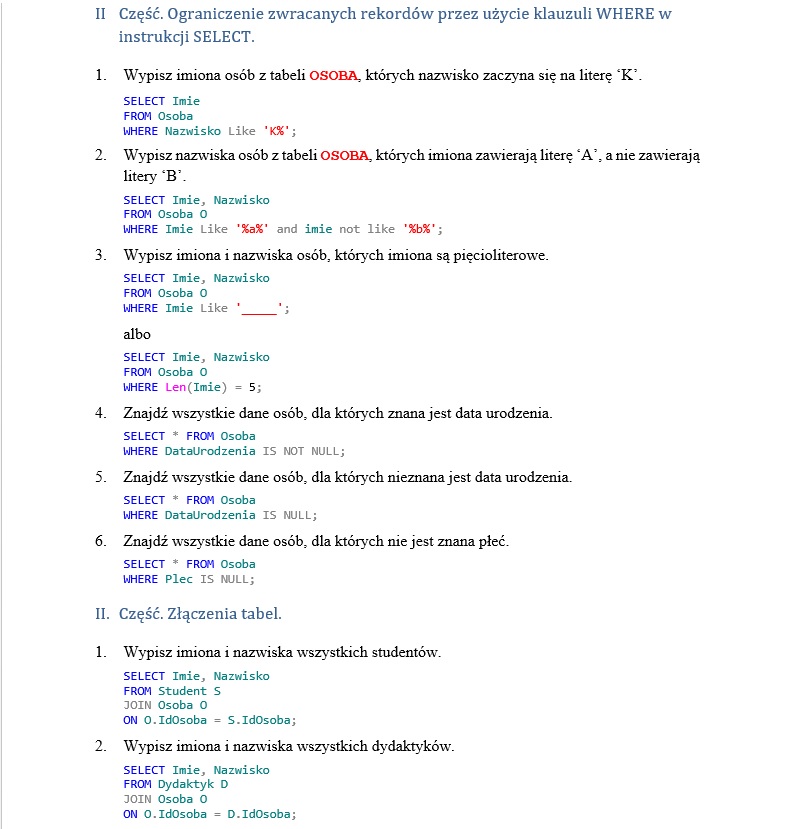 II Część. Ograniczenie zwracanych rekordów przez użycie klauzuli WHERE w
instrukcji SELECT.
1. Wypisz imiona osób z tabeli OSOBA, których nazwisko zaczyna się na literę ‘K’.
SELECT Imie
FROM Osoba
WHERE Nazwisko Like 'K%';
2. Wypisz nazwiska osób z tabeli OSOBA, których imiona zawierają literę ‘A’, a nie zawierają
litery ‘B’.
SELECT Imie, Nazwisko
FROM Osoba O
WHERE Imie Like '%a%' and imie not like '%b%';
3. Wypisz imiona i nazwiska osób, których imiona są pięcioliterowe.
SELECT Imie, Nazwisko
FROM Osoba O
WHERE Imie Like '_____';
albo
SELECT Imie, Nazwisko
FROM Osoba O
WHERE Len(Imie) = 5;
4. Znajdź wszystkie dane osób, dla których znana jest data urodzenia.
SELECT * FROM Osoba
WHERE DataUrodzenia IS NOT NULL;
5. Znajdź wszystkie dane osób, dla których nieznana jest data urodzenia.
SELECT * FROM Osoba
WHERE DataUrodzenia IS NULL;
6. Znajdź wszystkie dane osób, dla których nie jest znana płeć.
SELECT * FROM Osoba
WHERE Plec IS NULL;
II. Część. Złączenia tabel.
1. Wypisz imiona i nazwiska wszystkich studentów.
SELECT Imie, Nazwisko
FROM Student S
JOIN Osoba O
ON O.IdOsoba = S.IdOsoba;
2. Wypisz imiona i nazwiska wszystkich dydaktyków.
SELECT Imie, Nazwisko
FROM Dydaktyk D
JOIN Osoba O
ON O.IdOsoba = D.IdOsoba;